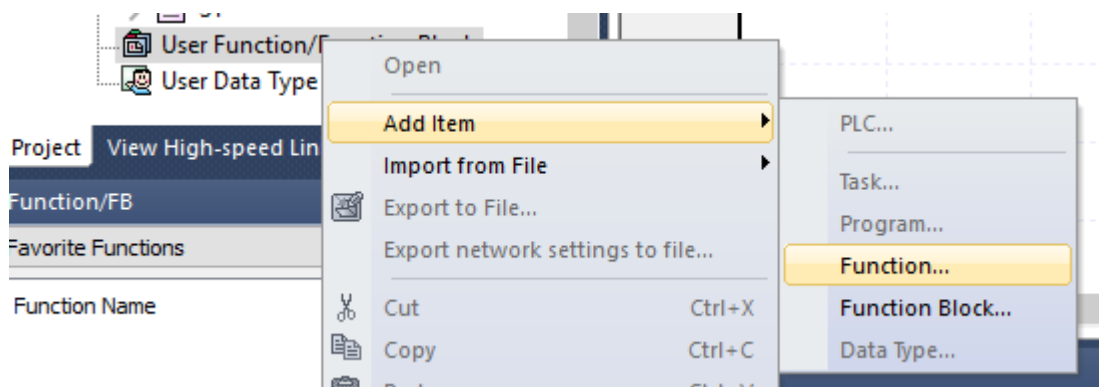 User Function/
User Data Type
Open
Add Item
Import from File
Export to File...
Export network settings to file...
Cut Ctrl+X
Copy Ctrl+C
PLC...
Task...
Program...
Function...
Function Block...
Data Type...
Project View High-speed Lin
Function/FB
Favorite Functions
Function Name